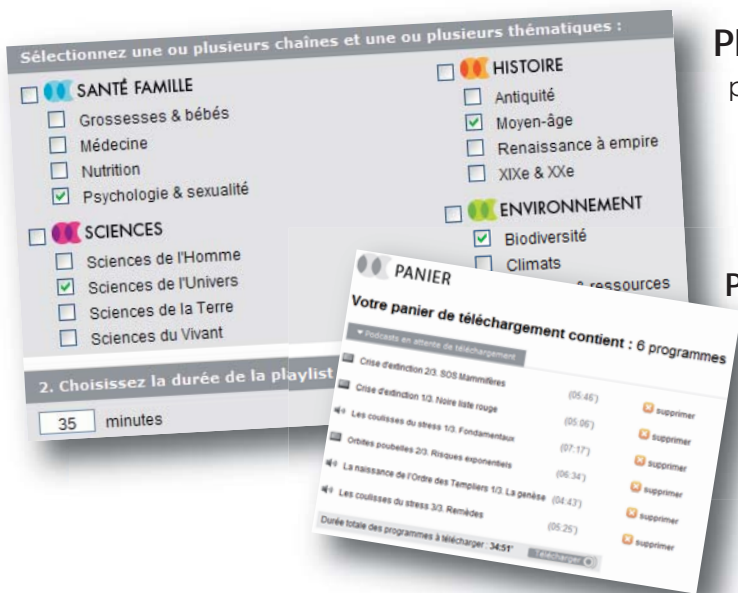 Sélectionnez une ou plusieurs chaînes et une ou plusieurs thématiques :
SANTÉ FAMILLE
Grossesses & bébés
Médecine
Nutrition
Psychologie & sexualité
SCIENCES
Sciences de l'Homme
Sciences de l'Univers
Sciences de la Terre
Sciences du Vivant
HISTOIRE
Antiquité
Moyen-âge
Renaissance à empire
XIXe & XXe
ENVIRONNEMENT
Biodiversité
Climats
& ressources
2. Choisissez la durée de la playlist
35 minutes
PANIER
Votre panier de téléchargement contient : 6 programmes
Podcasts en attente de téléchargement
Crise d'extinction 2/3. SOS Mammifères (05:46') supprimer
Crise d'extinction 1/3. Noire liste rouge (05:06') supprimer
Les coulisses du stress 1/3. Fondamentaux (07:17') supprimer
Orbites poubelles 2/3. Risques exponentiels (06:34') supprimer
La naissance de l'Ordre des Templiers 1/3. La genèse (04:43') supprimer
Les coulisses du stress 3/3. Remèdes (05:25') supprimer
Durée totale des programmes à télécharger : 34:51' Télécharger
Pl
p
P